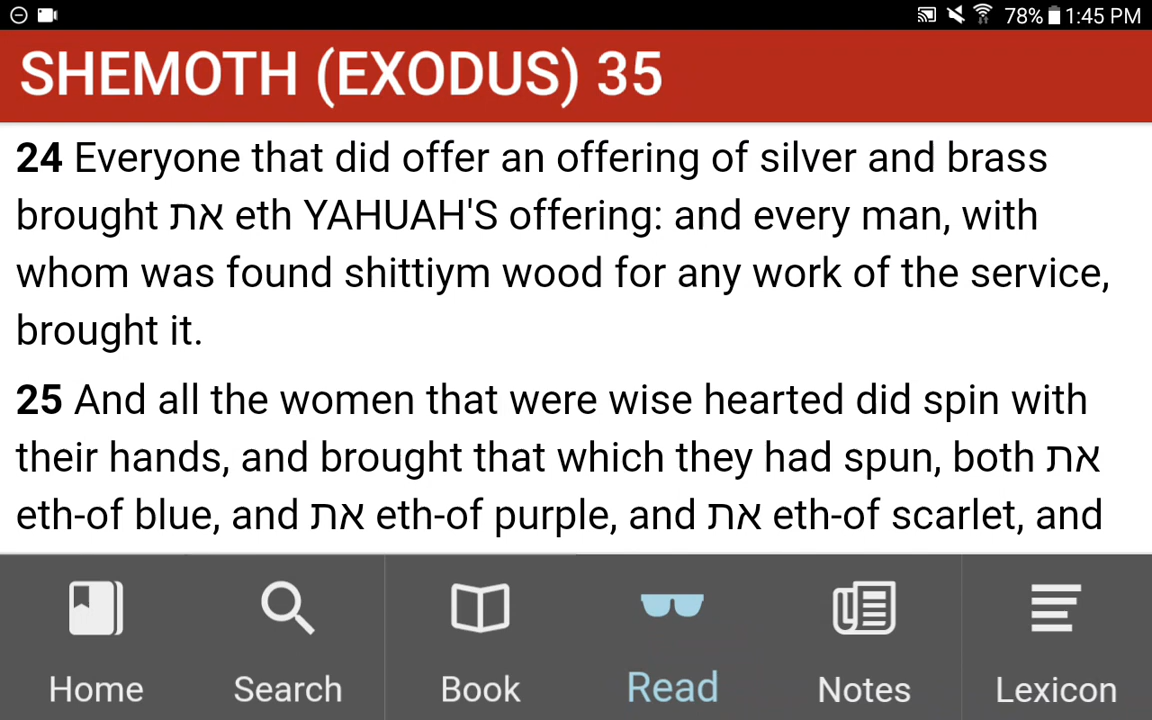 78% 1:45 PM
SHEMOTH (EXODUS) 35
24 Everyone that did offer an offering of silver and brass
brought את eth YAHUAH'S offering: and every man, with
whom was found shittiym wood for any work of the service,
brought it.
25 And all the women that were wise hearted did spin with
their hands, and brought that which they had spun, both את
eth-of blue, and את eth-of purple, and את eth-of scarlet, and
Home Search Book Read Notes Lexicon